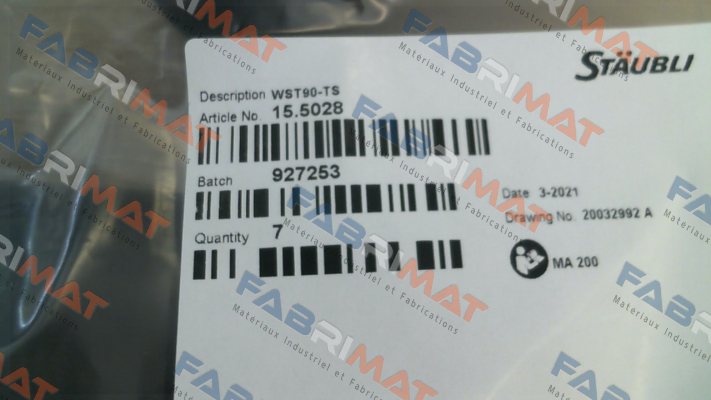 STÄUBLI
Description WST90-TS
Article No. 15.5028
Batch 927253
Date 3-2021
Drawing No. 20032992 A
Quantity 7
MA 200
FABRIMAT
Matériaux Industriel et Fabrications